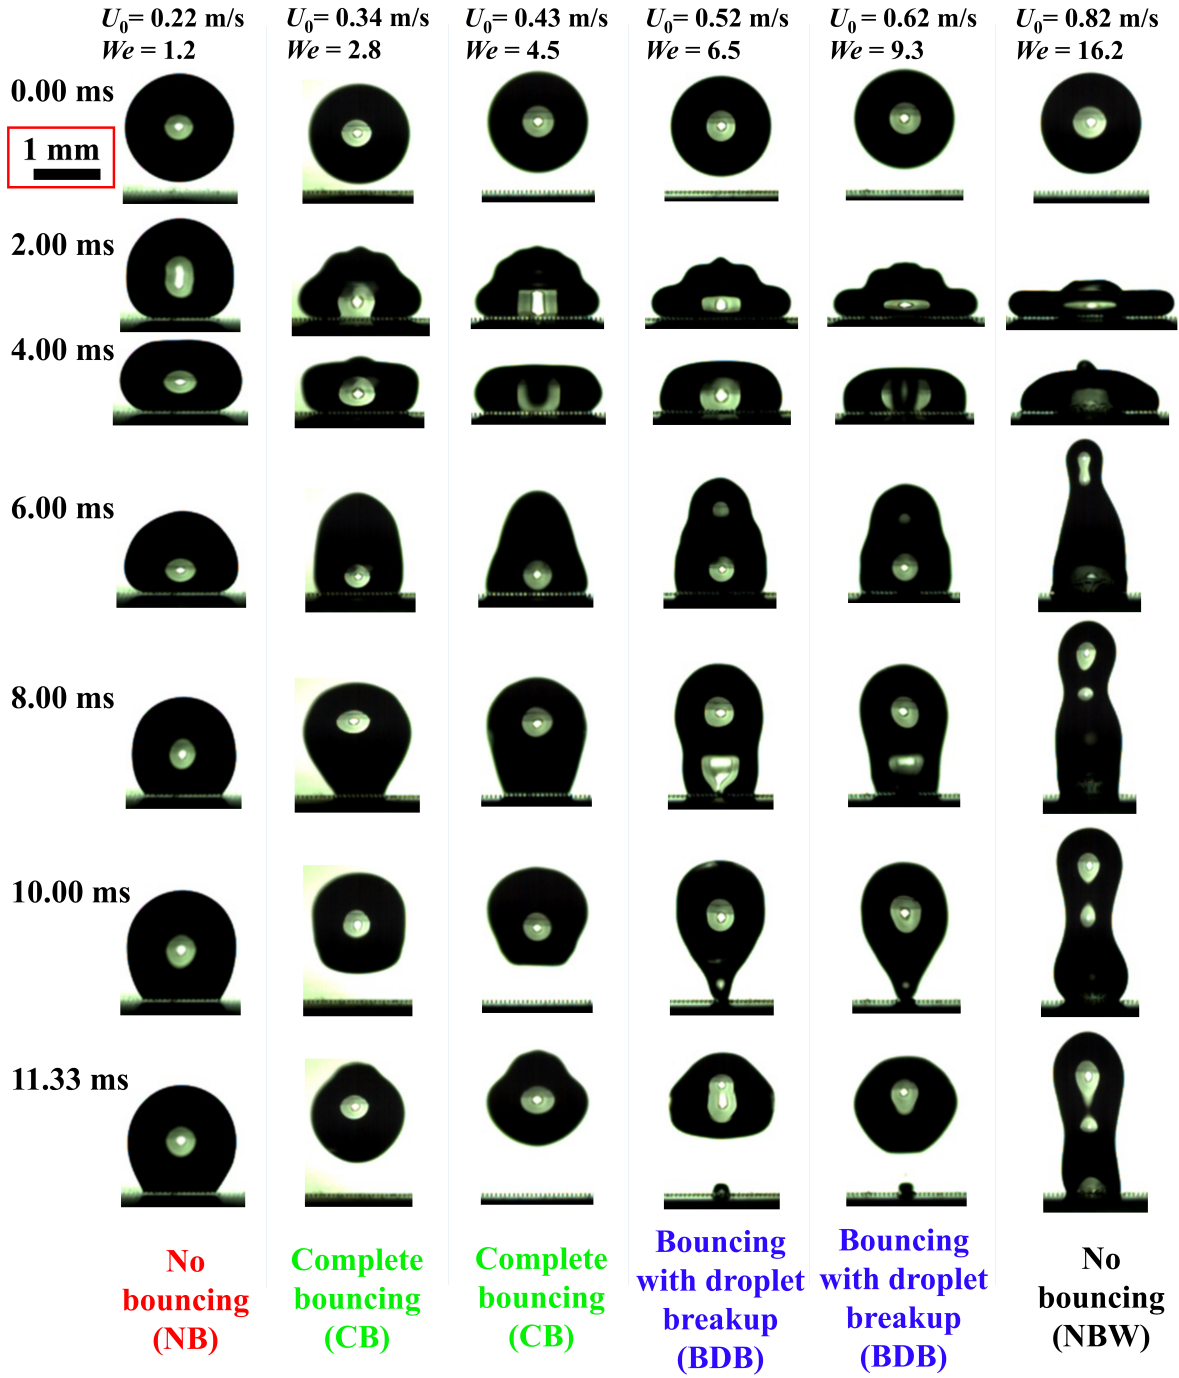 U0= 0.22 m/s
We = 1.2
U0= 0.34 m/s
We = 2.8
U0= 0.43 m/s
We = 4.5
U0= 0.52 m/s
We = 6.5
U0= 0.62 m/s
We = 9.3
U0= 0.82 m/s
We = 16.2
0.00 ms
1 mm
2.00 ms
4.00 ms
6.00 ms
8.00 ms
10.00 ms
11.33 ms
No
bouncing
(NB)
Complete
bouncing
(CB)
Complete
bouncing
(CB)
Bouncing
with droplet
breakup
(BDB)
Bouncing
with droplet
breakup
(BDB)
No
bouncing
(NBW)